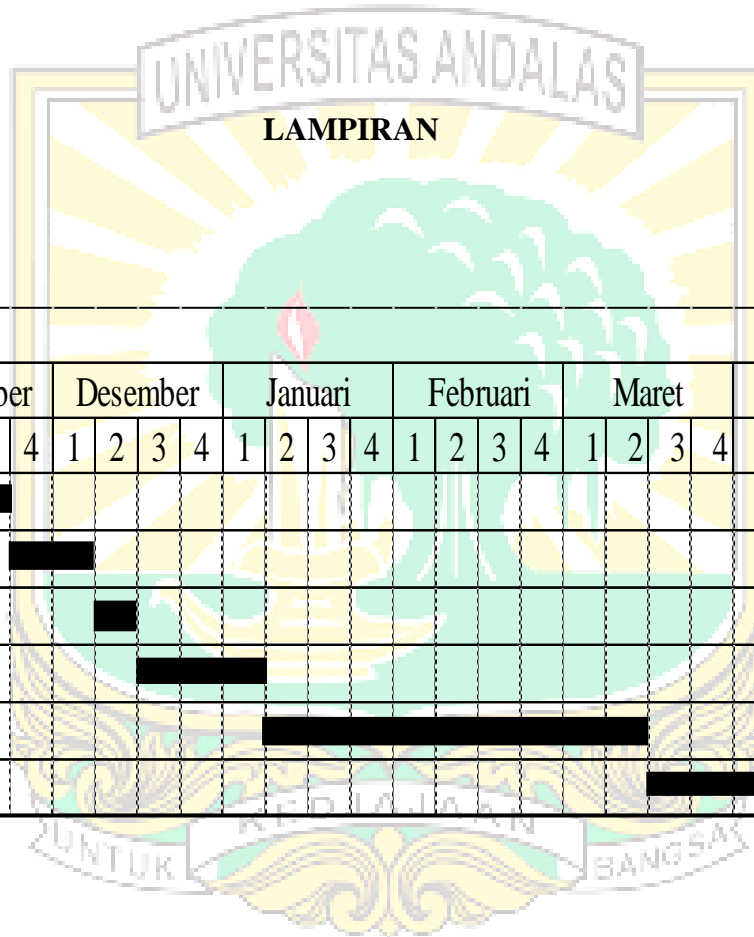 UNIVERSITAS ANDALAS
LAMPIRAN
ber Desember Januari Februari Maret
4 1 2 3 4 1 2 3 4 1 2 3 4 1 2 3 4
KEDJAJAAN
UNTUK BANGSA